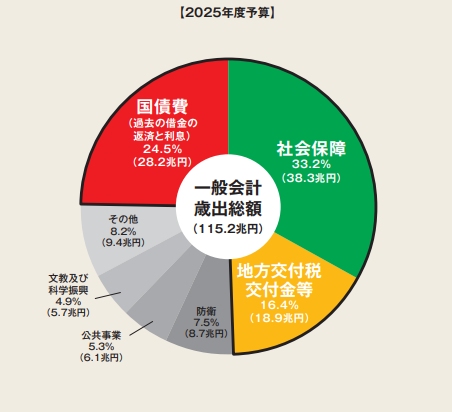 【2025年度予算】
国債費
(過去の借金の
返済と利息)
24.5%
(28.2兆円)
社会保障
33.2%
(38.3兆円)
一般会計
歳出総額
(115.2兆円)
その他
8.2%
(9.4兆円)
地方交付税
交付金等
16.4%
(18.9兆円)
文教及び
科学振興
4.9%
(5.7兆円)
防衛
7.5%
(8.7兆円)
公共事業
5.3%
(6.1兆円)